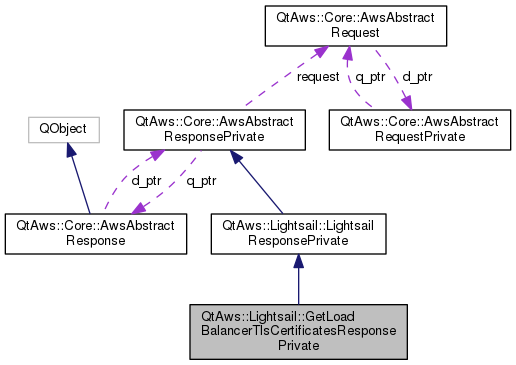 QtAws::Core::AwsAbstract
Request
request
q_ptr
d_ptr
QObject
QtAws::Core::AwsAbstract
ResponsePrivate
QtAws::Core::AwsAbstract
RequestPrivate
d_ptr
q_ptr
QtAws::Core::AwsAbstract
Response
QtAws::Lightsail::Lightsail
ResponsePrivate
QtAws::Lightsail::GetLoad
BalancerTlsCertificatesResponse
Private